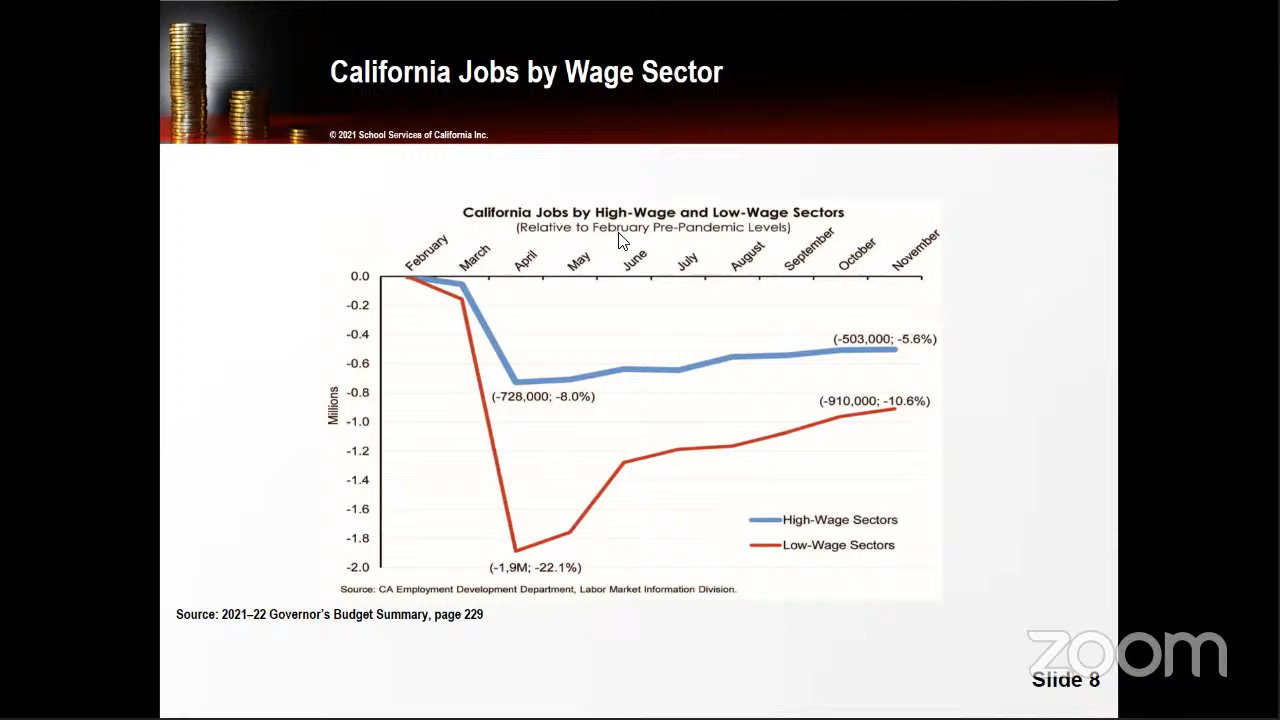 California Jobs by Wage Sector
© 2021 School Services of California Inc.
California Jobs by High-Wage and Low-Wage Sectors
(Relative to February Pre-Pandemic Levels)
February
March
April
May
June
July
August
September
October
November
0.0
-0.2
-0.4
-0.6
-0.8
-1.0
-1.2
-1.4
-1.6
-1.8
-2.0
Millions
(-503,000; -5.6%)
(-728,000; -8.0%)
(-910,000; -10.6%)
(-1,9M; -22.1%)
High-Wage Sectors
Low-Wage Sectors
Source: CA Employment Development Department, Labor Market Information Division.
Source: 2021–22 Governor's Budget Summary, page 229
zoom
Slide 8